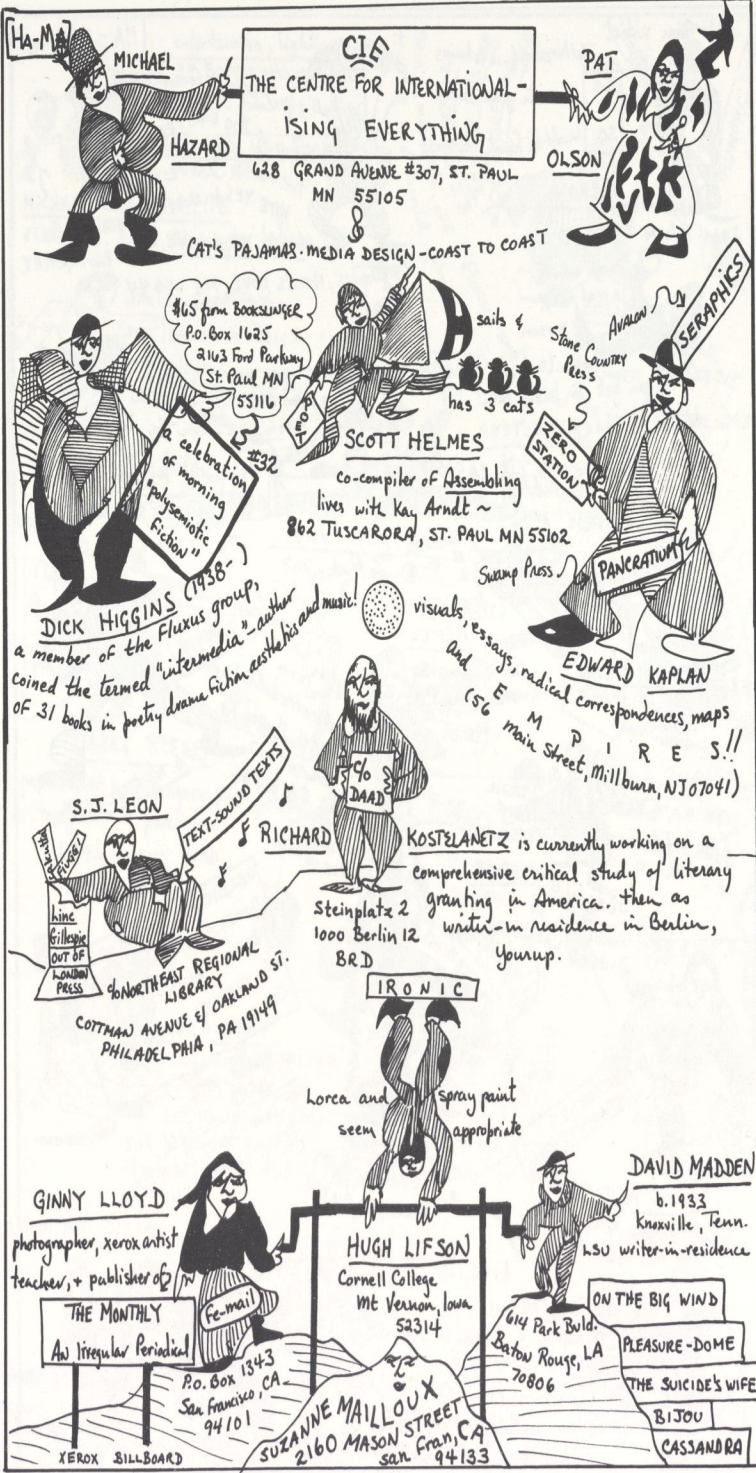 HA-MA
MICHAEL
HAZARD
CIE
THE CENTRE FOR INTERNATIONAL-
ISING EVERYTHING
PAT
OLSON
628 GRAND AVENUE #307, ST. PAUL
MN 55105
&
CAT'S PAJAMAS · MEDIA DESIGN - COAST TO COAST
$65 from BOOKSLINGER
P.O. Box 1625
2163 Ford Parkway
St. Paul MN
55116
#32
a celebration
of morning
"polysemiotic
fiction"
DICK HIGGINS (1938- )
a member of the Fluxus group,
coined the termed "intermedia" - author
of 31 books in poetry drama fiction aesthetics and music!
H
sails &
has 3 cats
SCOTT HELMES
co-compiler of Assembling
lives with Kay Arndt ~
862 TUSCARORA, ST. PAUL MN 55102
AVALON
SERAPHICS
Stone Country
Press
ZERO
STATION
PANCRATIUM
Swamp Press
EDWARD KAPLAN
visuals, essays, radical correspondences, maps
and EMPIRES!!
(56 Main Street, Millburn, NJ 07041)
S.J. LEON
TEXT-SOUND TEXTS
Linc
Gillespie
OUT OF
LONDON
PRESS
c/o NORTHEAST REGIONAL
LIBRARY
COTTMAN AVENUE & OAKLAND ST.
PHILADELPHIA, PA 19149
c/o
DAAD
RICHARD KOSTELANETZ is currently working on a
comprehensive critical study of literary
granting in America. then as
writer-in residence in Berlin,
yourup.
Steinplatz 2
1000 Berlin 12
BRD
IRONIC
Lorca and spray paint
seem appropriate
HUGH LIFSON
Cornell College
Mt Vernon, Iowa
52314
GINNY LLOYD
photographer, xerox artist
teacher, + publisher of
THE MONTHLY
An Irregular Periodical
XEROX BILLBOARD
Fe-mail
P.O. Box 1343
San Francisco, CA
94101
SUZANNE MAILLOUX
2160 MASON STREET
san fran, CA
94133
DAVID MADDEN
b. 1933
Knoxville, Tenn.
LSU writer-in-residence
614 Park Bvld.
Baton Rouge, LA
70806
ON THE BIG WIND
PLEASURE-DOME
THE SUICIDE'S WIFE
BIJOU
CASSANDRA